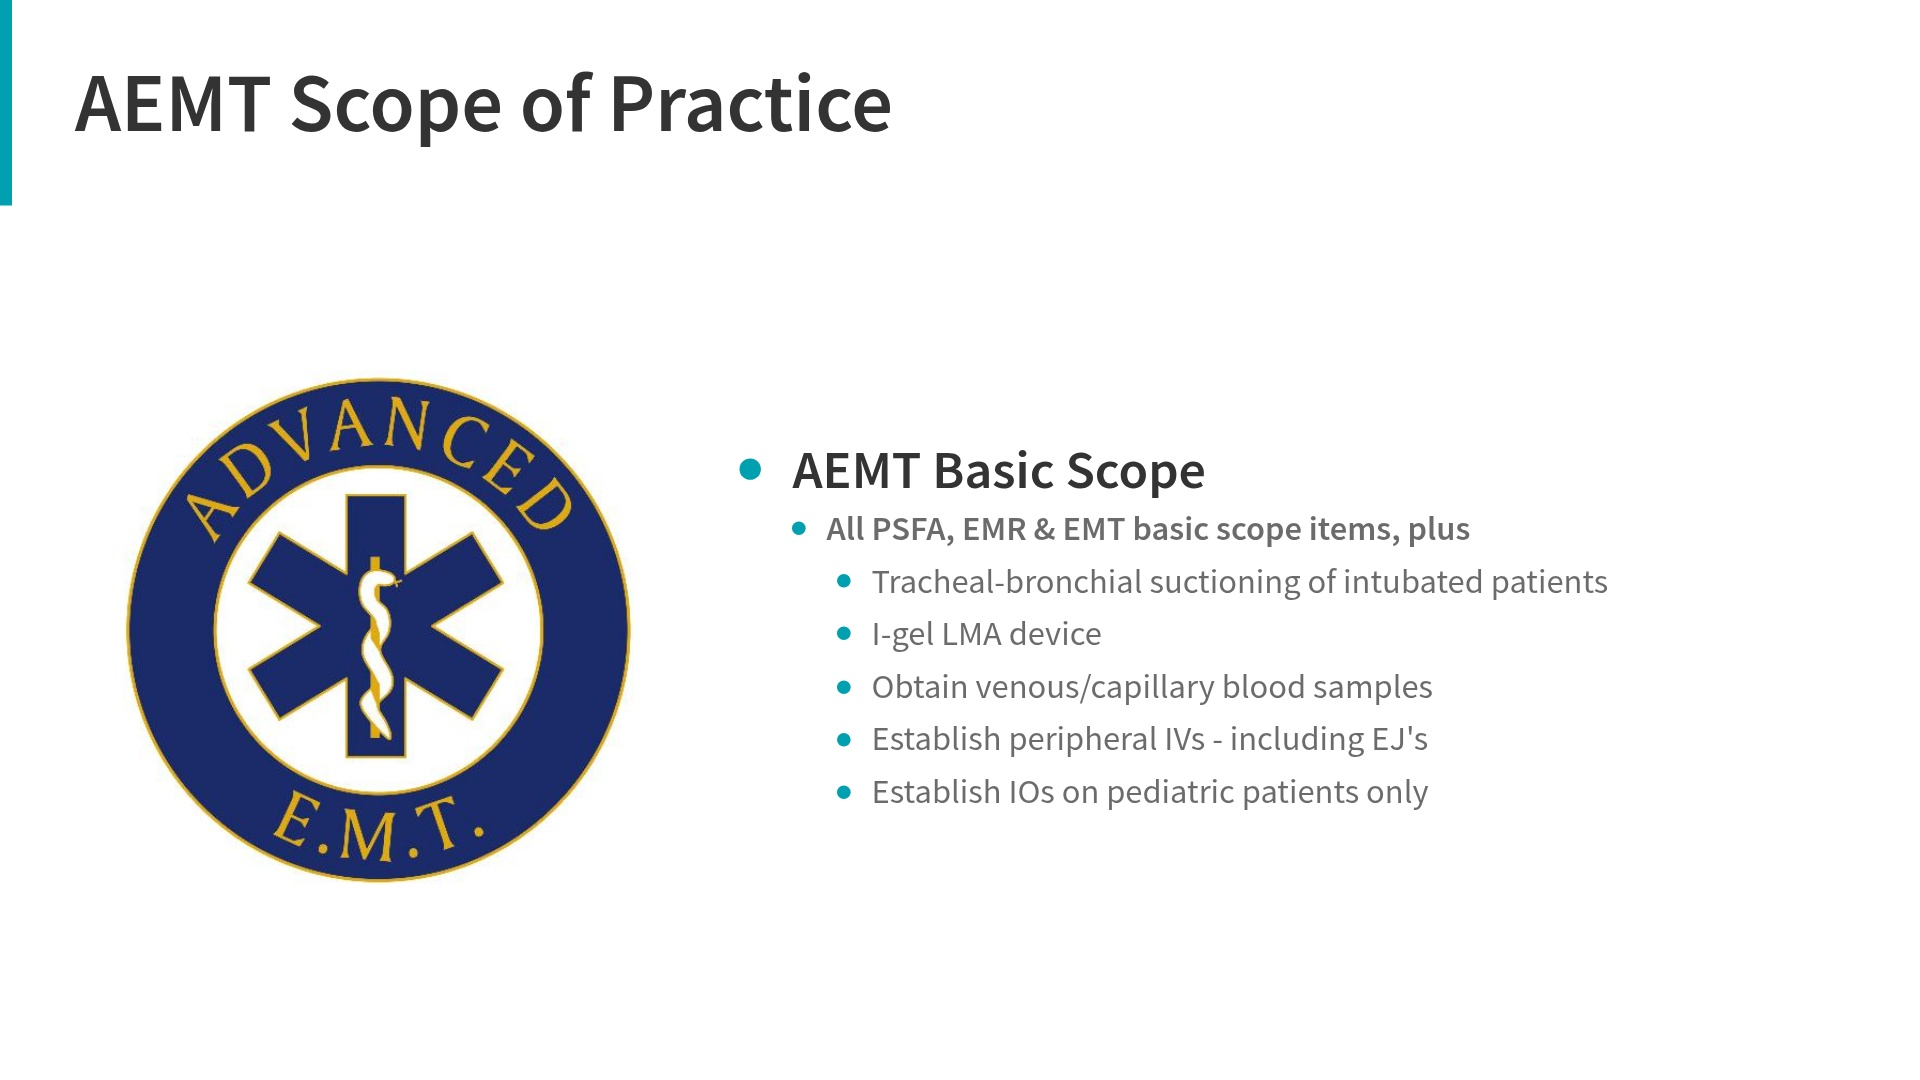 AEMT Scope of Practice
ADVANCED
E.M.T.
AEMT Basic Scope
All PSFA, EMR & EMT basic scope items, plus
Tracheal-bronchial suctioning of intubated patients
I-gel LMA device
Obtain venous/capillary blood samples
Establish peripheral IVs - including EJ's
Establish IOs on pediatric patients only